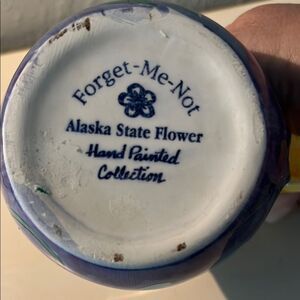 Forget-Me-Not
Alaska State Flower
Hand Painted
Collection